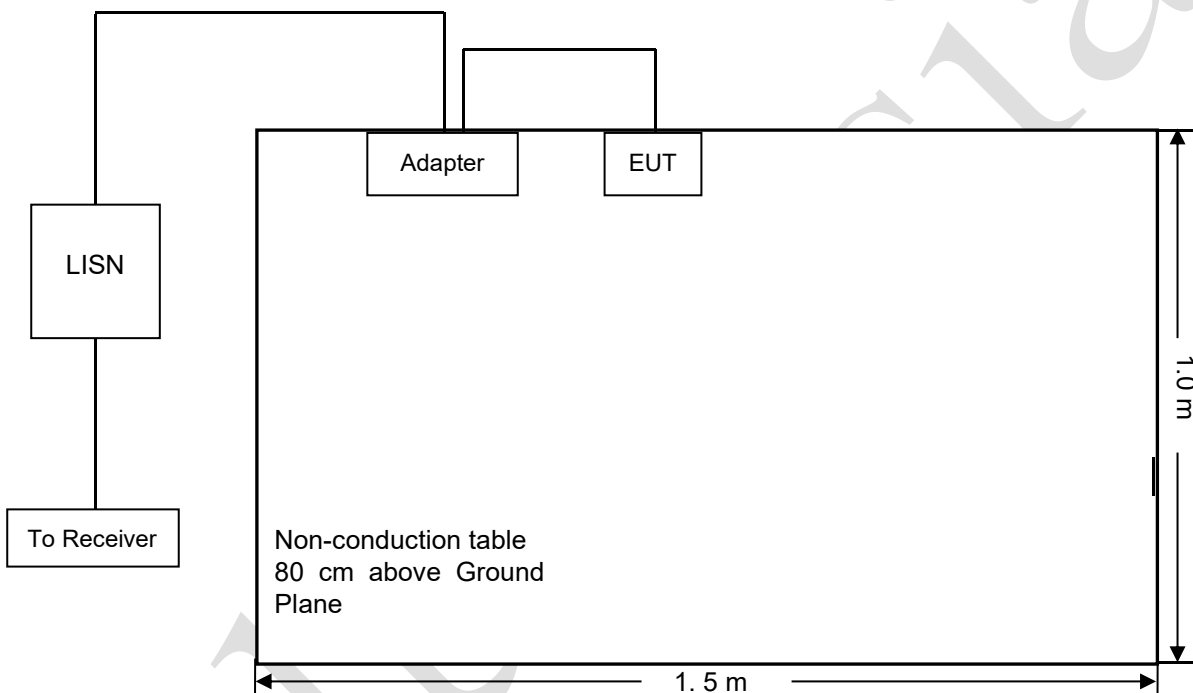 Adapter
EUT
LISN
1.0 m
To Receiver
Non-conduction table
80 cm above Ground
Plane
1. 5 m